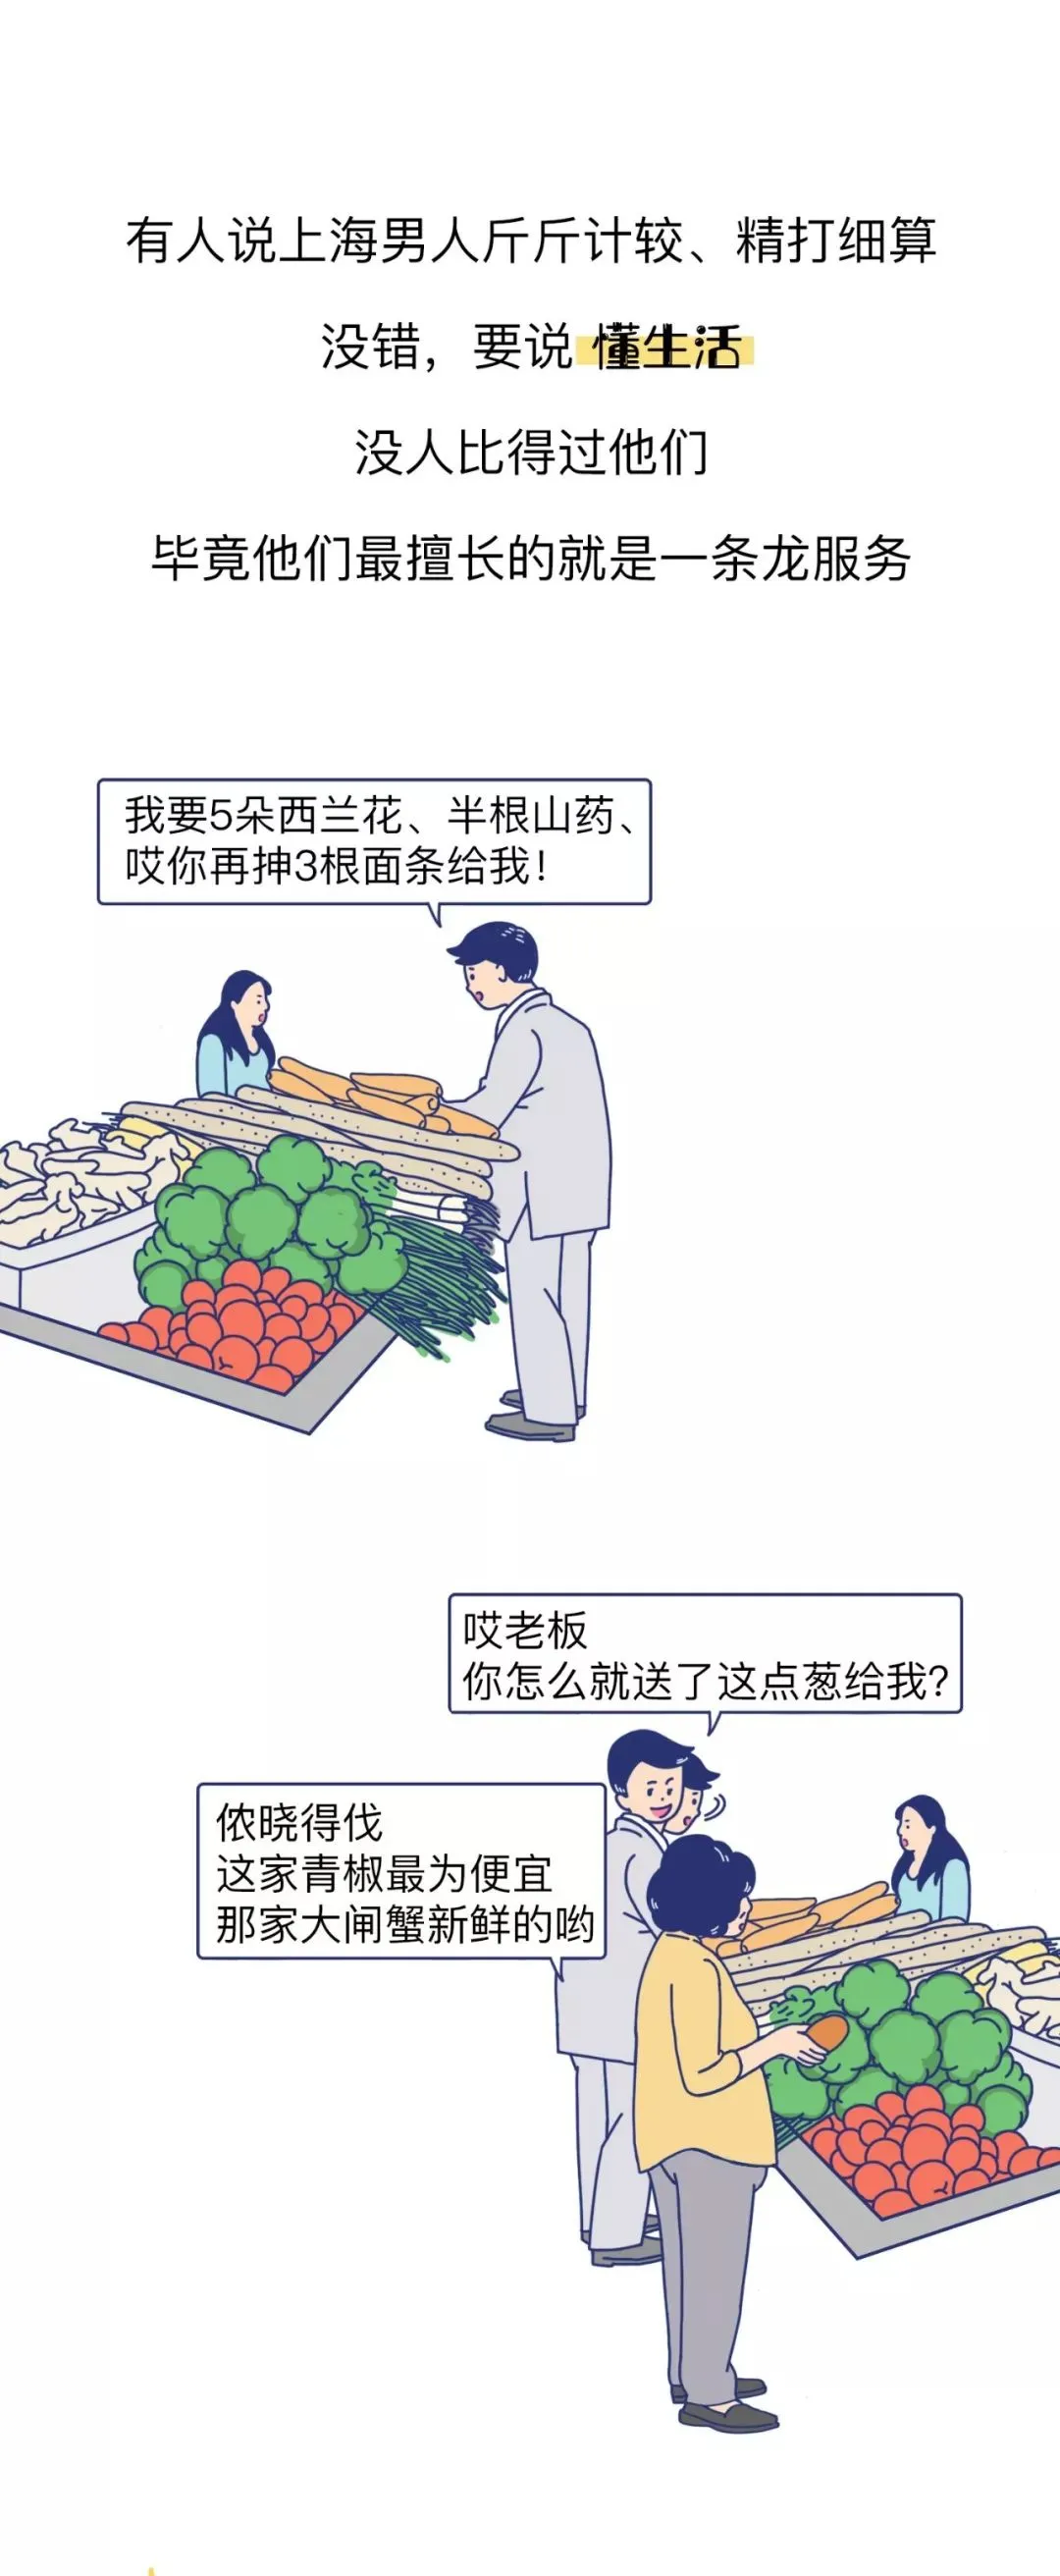 有人说上海男人斤斤计较、精打细算
没错，要说 懂生活
没人比得过他们
毕竟他们最擅长的就是一条龙服务
我要5朵西兰花、半根山药、
哎你再抻3根面条给我！
哎老板
你怎么就送了这点葱给我？
侬晓得伐
这家青椒最为便宜
那家大闸蟹新鲜的哟